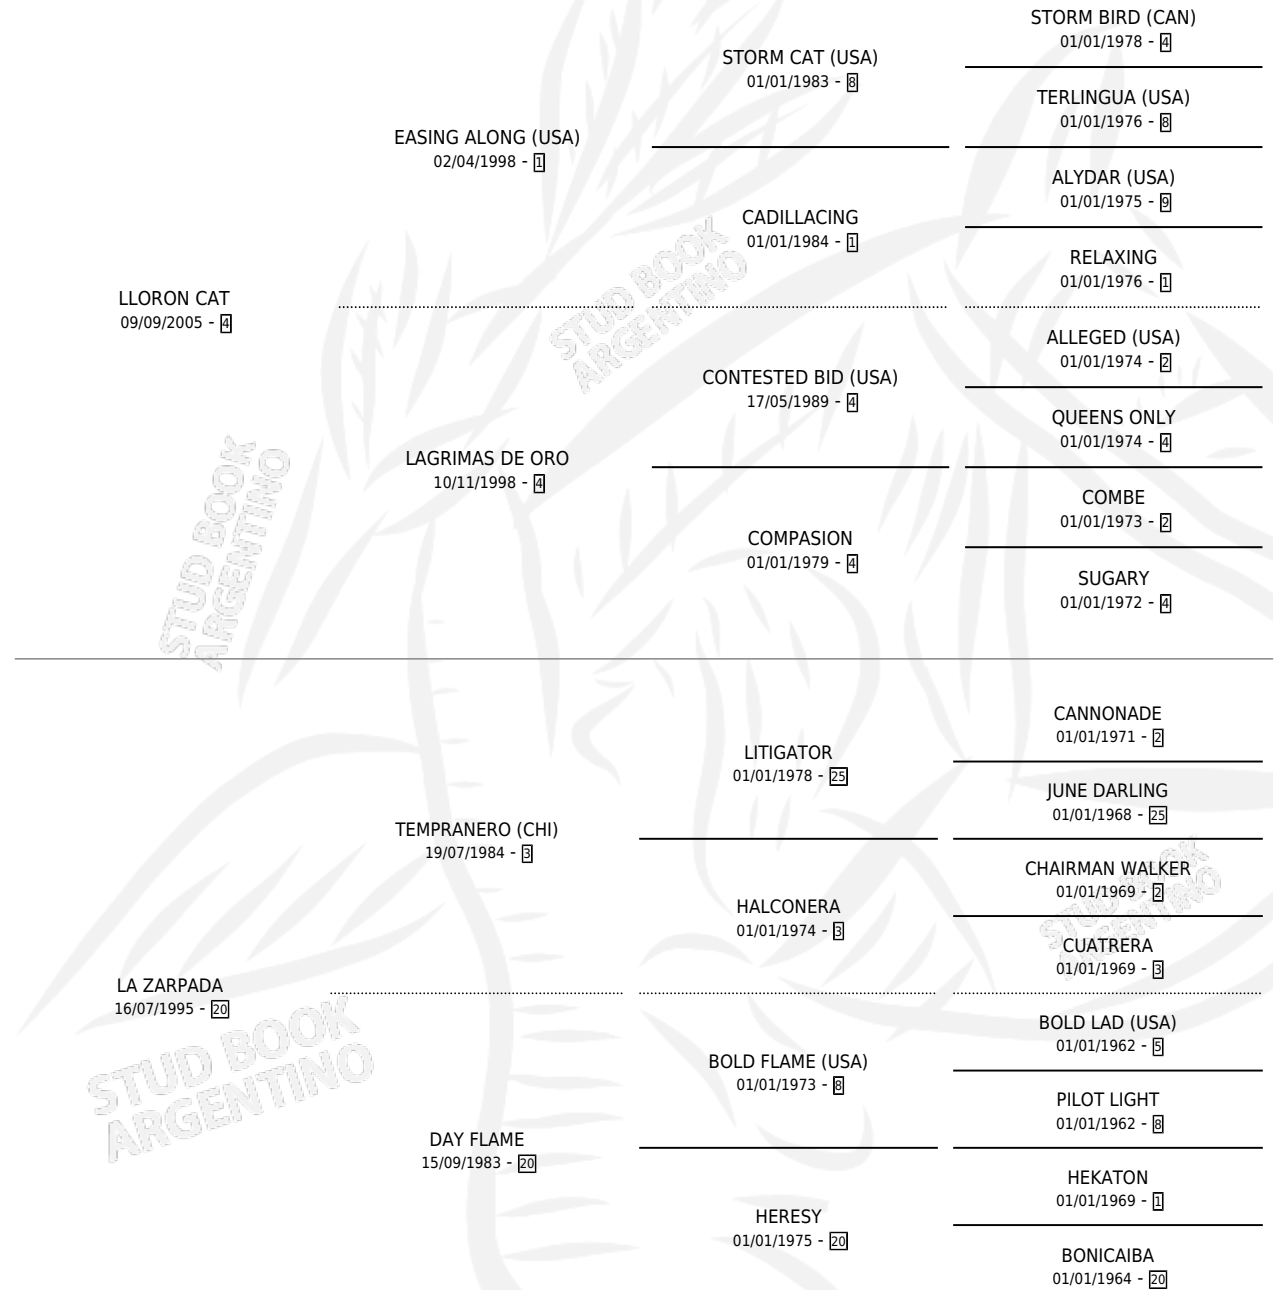 STORM BIRD (CAN)
01/01/1978 - 4
STORM CAT (USA)
01/01/1983 - 8
TERLINGUA (USA)
01/01/1976 - 8
EASING ALONG (USA)
02/04/1998 - 1
ALYDAR (USA)
01/01/1975 - 9
CADILLACING
01/01/1984 - 1
RELAXING
01/01/1976 - 1
LLORON CAT
09/09/2005 - 4
STUD BOOK
ARGENTINO
ALLEGED (USA)
01/01/1974 - 2
CONTESTED BID (USA)
17/05/1989 - 4
QUEENS ONLY
01/01/1974 - 4
LAGRIMAS DE ORO
10/11/1998 - 4
COMBE
01/01/1973 - 2
COMPASION
01/01/1979 - 4
SUGARY
01/01/1972 - 4
STUD BOOK
ARGENTINO
CANNONADE
01/01/1971 - 2
LITIGATOR
01/01/1978 - 25
JUNE DARLING
01/01/1968 - 25
TEMPRANERO (CHI)
19/07/1984 - 3
CHAIRMAN WALKER
01/01/1969 - 2
HALCONERA
01/01/1974 - 3
STUD BOOK
ARGENTINO
CUATRERA
01/01/1969 - 3
LA ZARPADA
16/07/1995 - 20
BOLD LAD (USA)
01/01/1962 - 5
STUD BOOK
ARGENTINO
BOLD FLAME (USA)
01/01/1973 - 8
PILOT LIGHT
01/01/1962 - 8
DAY FLAME
15/09/1983 - 20
HEKATON
01/01/1969 - 1
HERESY
01/01/1975 - 20
BONICAIBA
01/01/1964 - 20